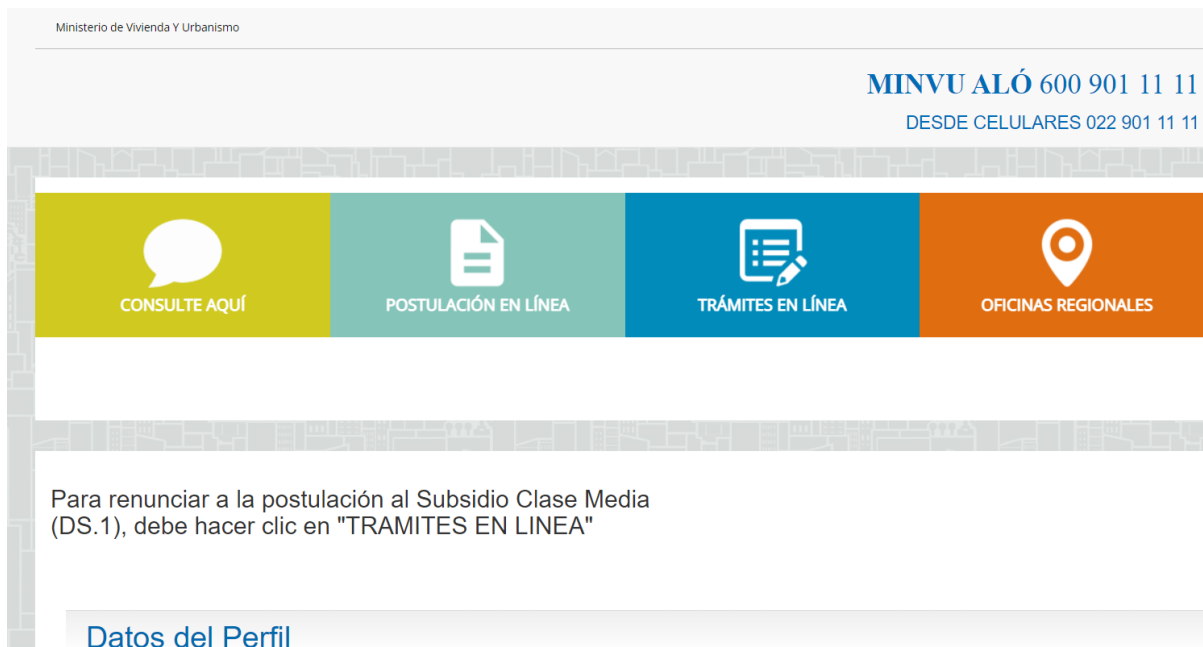 Ministerio de Vivienda Y Urbanismo
MINVU ALÓ 600 901 11 11
DESDE CELULARES 022 901 11 11
CONSULTE AQUÍ
POSTULACIÓN EN LÍNEA
TRÁMITES EN LÍNEA
OFICINAS REGIONALES
Para renunciar a la postulación al Subsidio Clase Media
(DS.1), debe hacer clic en "TRAMITES EN LINEA"
Datos del Perfil